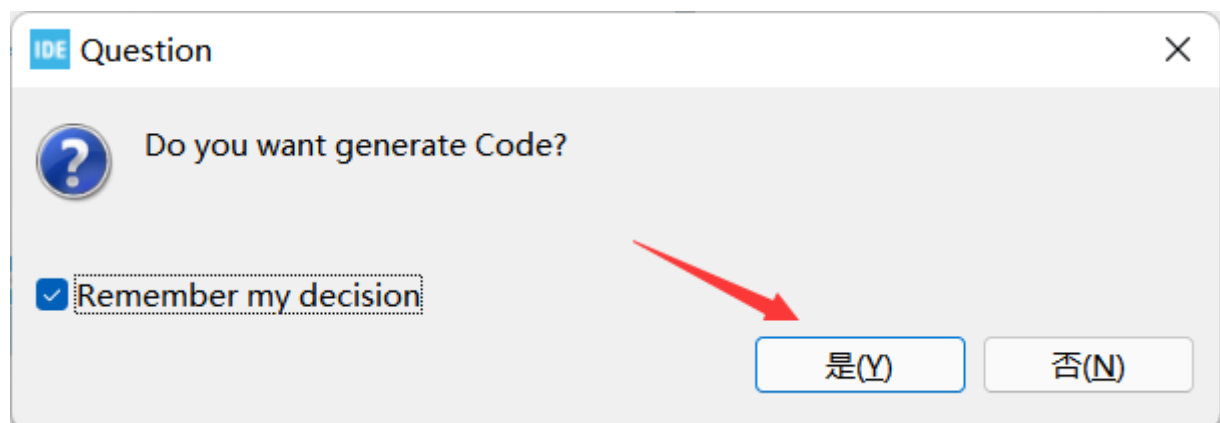 IDE Question
Do you want generate Code?
Remember my decision
是(Y) 否(N)